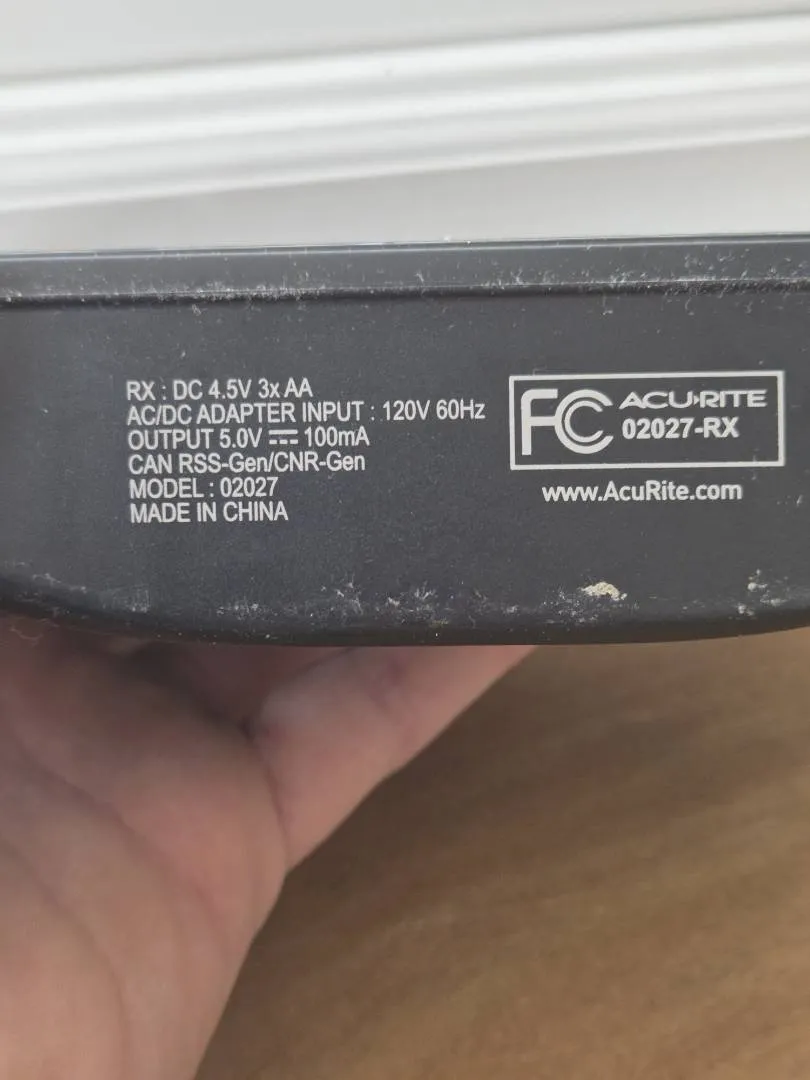 RX : DC 4.5V 3x AA
AC/DC ADAPTER INPUT : 120V 60Hz
OUTPUT 5.0V ⎓ 100mA
CAN RSS-Gen/CNR-Gen
MODEL : 02027
MADE IN CHINA
FC ACU›RITE
02027-RX
www.AcuRite.com